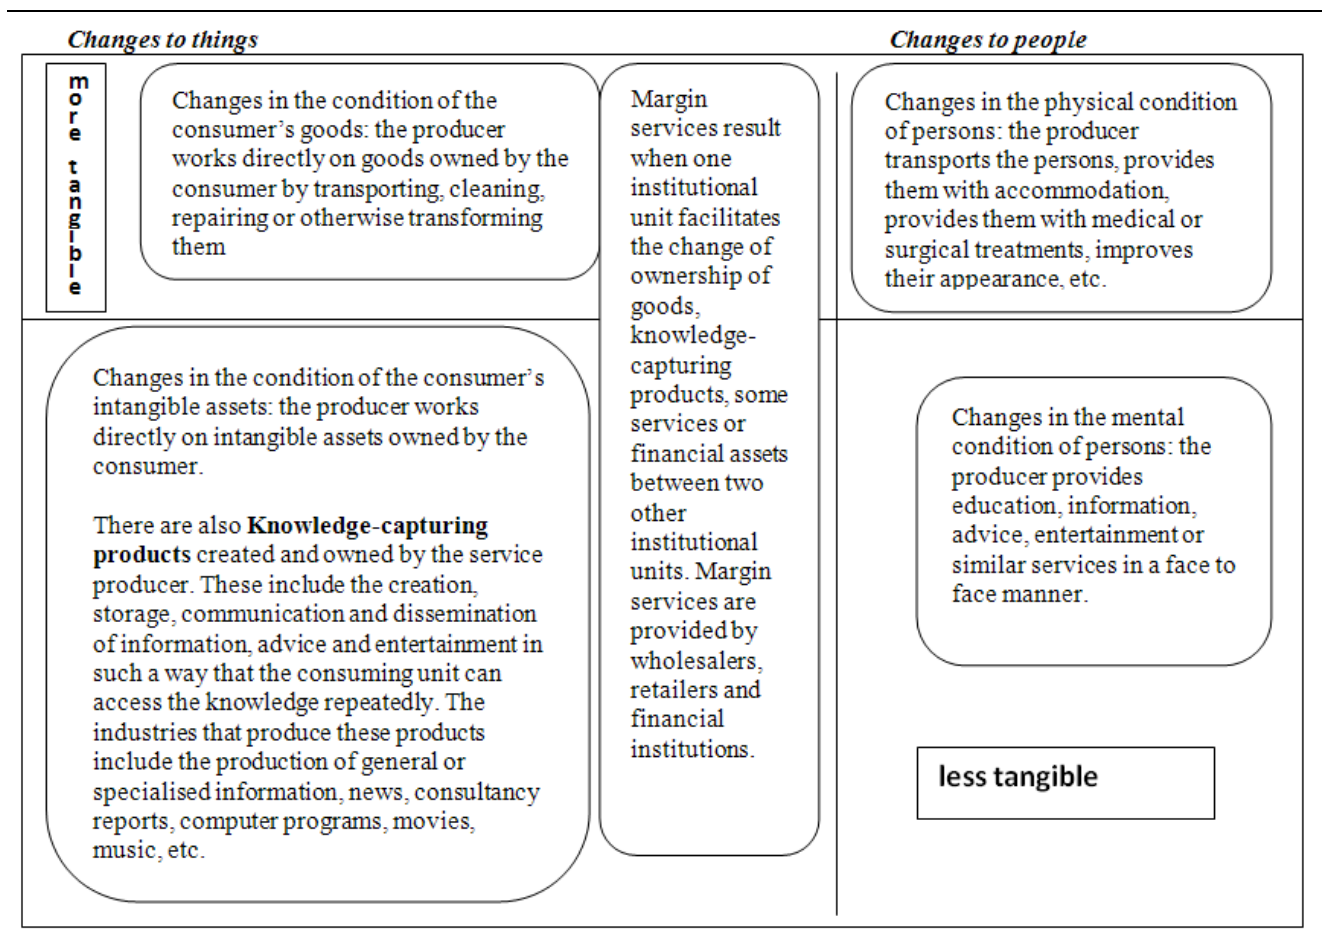 Changes to things
Changes to people
more tangible
Changes in the condition of the
consumer’s goods: the producer
works directly on goods owned by the
consumer by transporting, cleaning,
repairing or otherwise transforming
them
Margin
services result
when one
institutional
unit facilitates
the change of
ownership of
goods,
knowledge-
capturing
products, some
services or
financial assets
between two
other
institutional
units. Margin
services are
provided by
wholesalers,
retailers and
financial
institutions.
Changes in the physical condition
of persons: the producer
transports the persons, provides
them with accommodation,
provides them with medical or
surgical treatments, improves
their appearance, etc.
Changes in the condition of the consumer’s
intangible assets: the producer works
directly on intangible assets owned by the
consumer.
There are also Knowledge-capturing
products created and owned by the service
producer. These include the creation,
storage, communication and dissemination
of information, advice and entertainment in
such a way that the consuming unit can
access the knowledge repeatedly. The
industries that produce these products
include the production of general or
specialised information, news, consultancy
reports, computer programs, movies,
music, etc.
Changes in the mental
condition of persons: the
producer provides
education, information,
advice, entertainment or
similar services in a face to
face manner.
less tangible